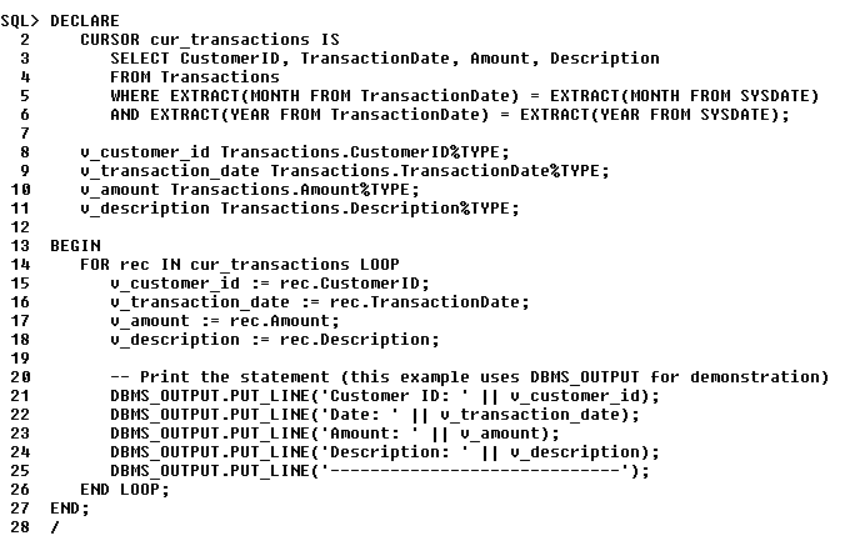 SQL> DECLARE
  2     CURSOR cur_transactions IS
  3        SELECT CustomerID, TransactionDate, Amount, Description
  4        FROM Transactions
  5        WHERE EXTRACT(MONTH FROM TransactionDate) = EXTRACT(MONTH FROM SYSDATE)
  6        AND EXTRACT(YEAR FROM TransactionDate) = EXTRACT(YEAR FROM SYSDATE);
  7
  8     v_customer_id Transactions.CustomerID%TYPE;
  9     v_transaction_date Transactions.TransactionDate%TYPE;
 10     v_amount Transactions.Amount%TYPE;
 11     v_description Transactions.Description%TYPE;
 12
 13  BEGIN
 14     FOR rec IN cur_transactions LOOP
 15        v_customer_id := rec.CustomerID;
 16        v_transaction_date := rec.TransactionDate;
 17        v_amount := rec.Amount;
 18        v_description := rec.Description;
 19
 20        -- Print the statement (this example uses DBMS_OUTPUT for demonstration)
 21        DBMS_OUTPUT.PUT_LINE('Customer ID: ' || v_customer_id);
 22        DBMS_OUTPUT.PUT_LINE('Date: ' || v_transaction_date);
 23        DBMS_OUTPUT.PUT_LINE('Amount: ' || v_amount);
 24        DBMS_OUTPUT.PUT_LINE('Description: ' || v_description);
 25        DBMS_OUTPUT.PUT_LINE('-----------------------------');
 26     END LOOP;
 27  END;
 28  /